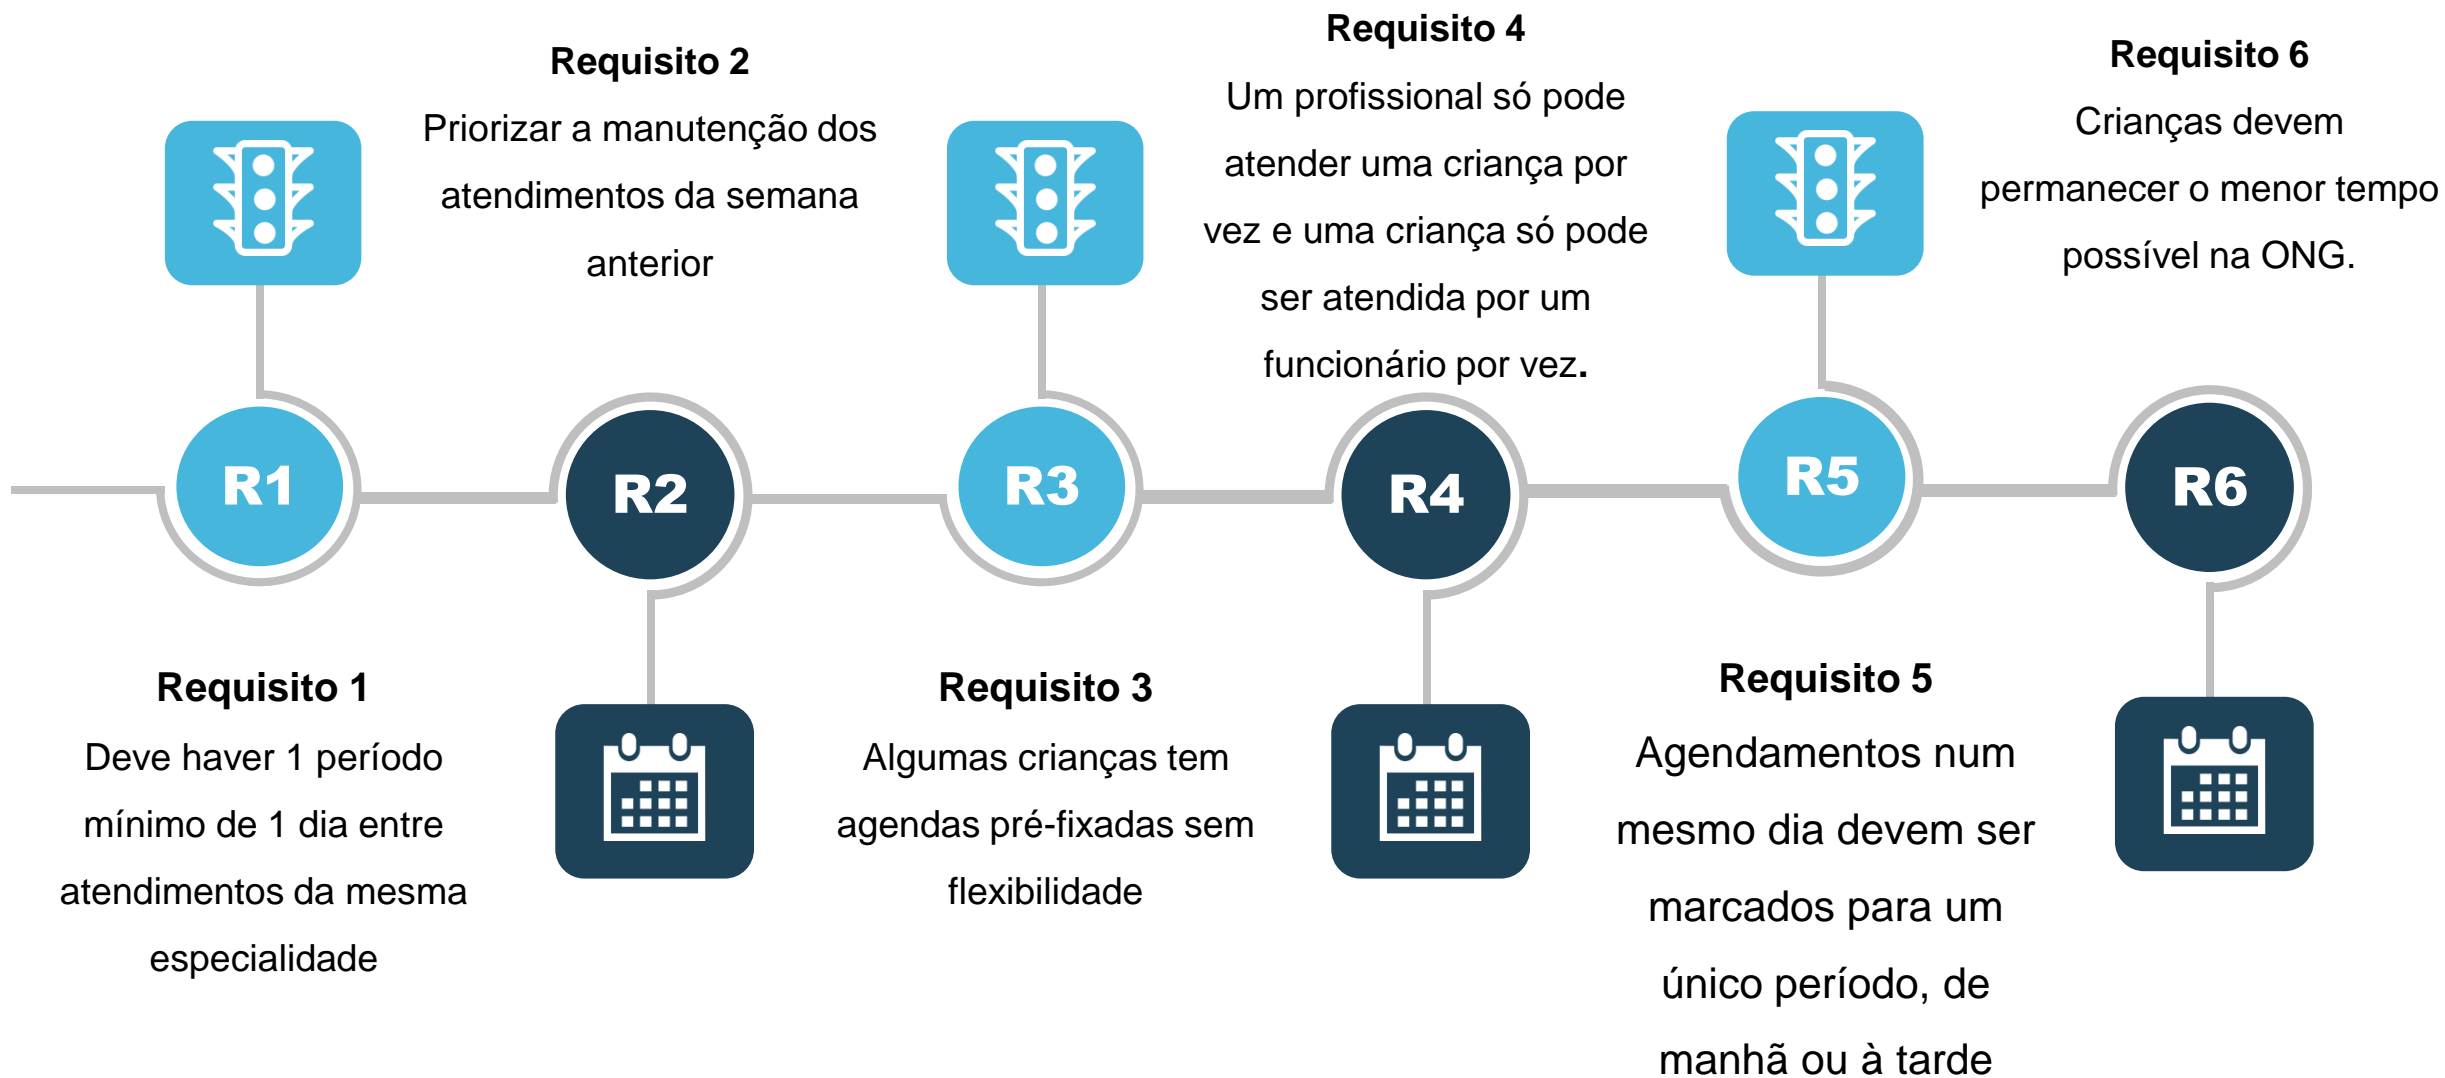 Requisito 2
Priorizar a manutenção dos
atendimentos da semana
anterior
Requisito 4
Um profissional só pode
atender uma criança por
vez e uma criança só pode
ser atendida por um
funcionário por vez.
Requisito 6
Crianças devem
permanecer o menor tempo
possível na ONG.
R1
R2
R3
R4
R5
R6
Requisito 1
Deve haver 1 período
mínimo de 1 dia entre
atendimentos da mesma
especialidade
Requisito 3
Algumas crianças tem
agendas pré-fixadas sem
flexibilidade
Requisito 5
Agendamentos num
mesmo dia devem ser
marcados para um
único período, de
manhã ou à tarde